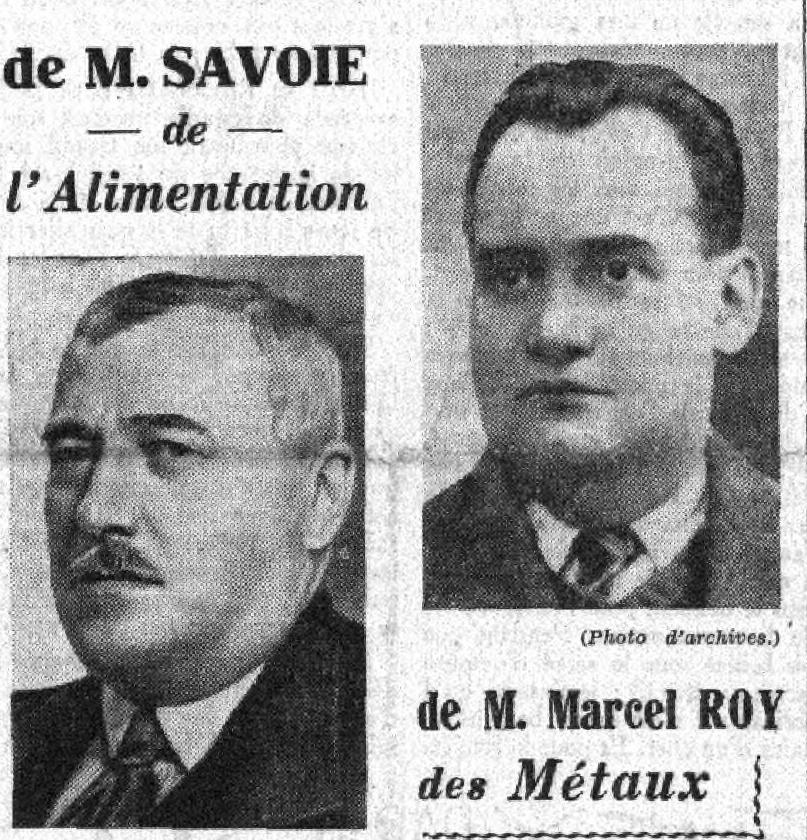 de M. SAVOIE
— de —
l'Alimentation
(Photo d'archives.)
de M. Marcel ROY
des Métaux